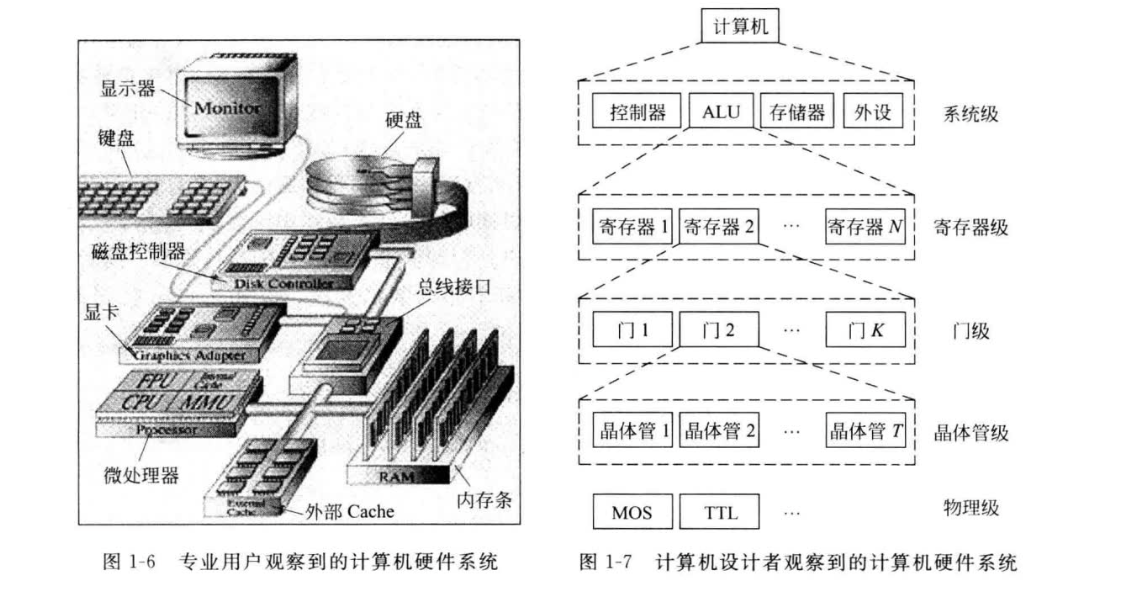 显示器
Monitor
键盘
硬盘
磁盘控制器
Disk Controller
总线接口
显卡
Graphics Adapter
FPU
Internal Cache
CPU
MMU
Processor
微处理器
RAM
内存条
External Cache
外部 Cache
图 1-6 专业用户观察到的计算机硬件系统
计算机
控制器 ALU 存储器 外设 系统级
寄存器 1 寄存器 2 … 寄存器 N 寄存器级
门 1 门 2 … 门 K 门级
晶体管 1 晶体管 2 … 晶体管 T 晶体管级
MOS TTL … 物理级
图 1-7 计算机设计者观察到的计算机硬件系统